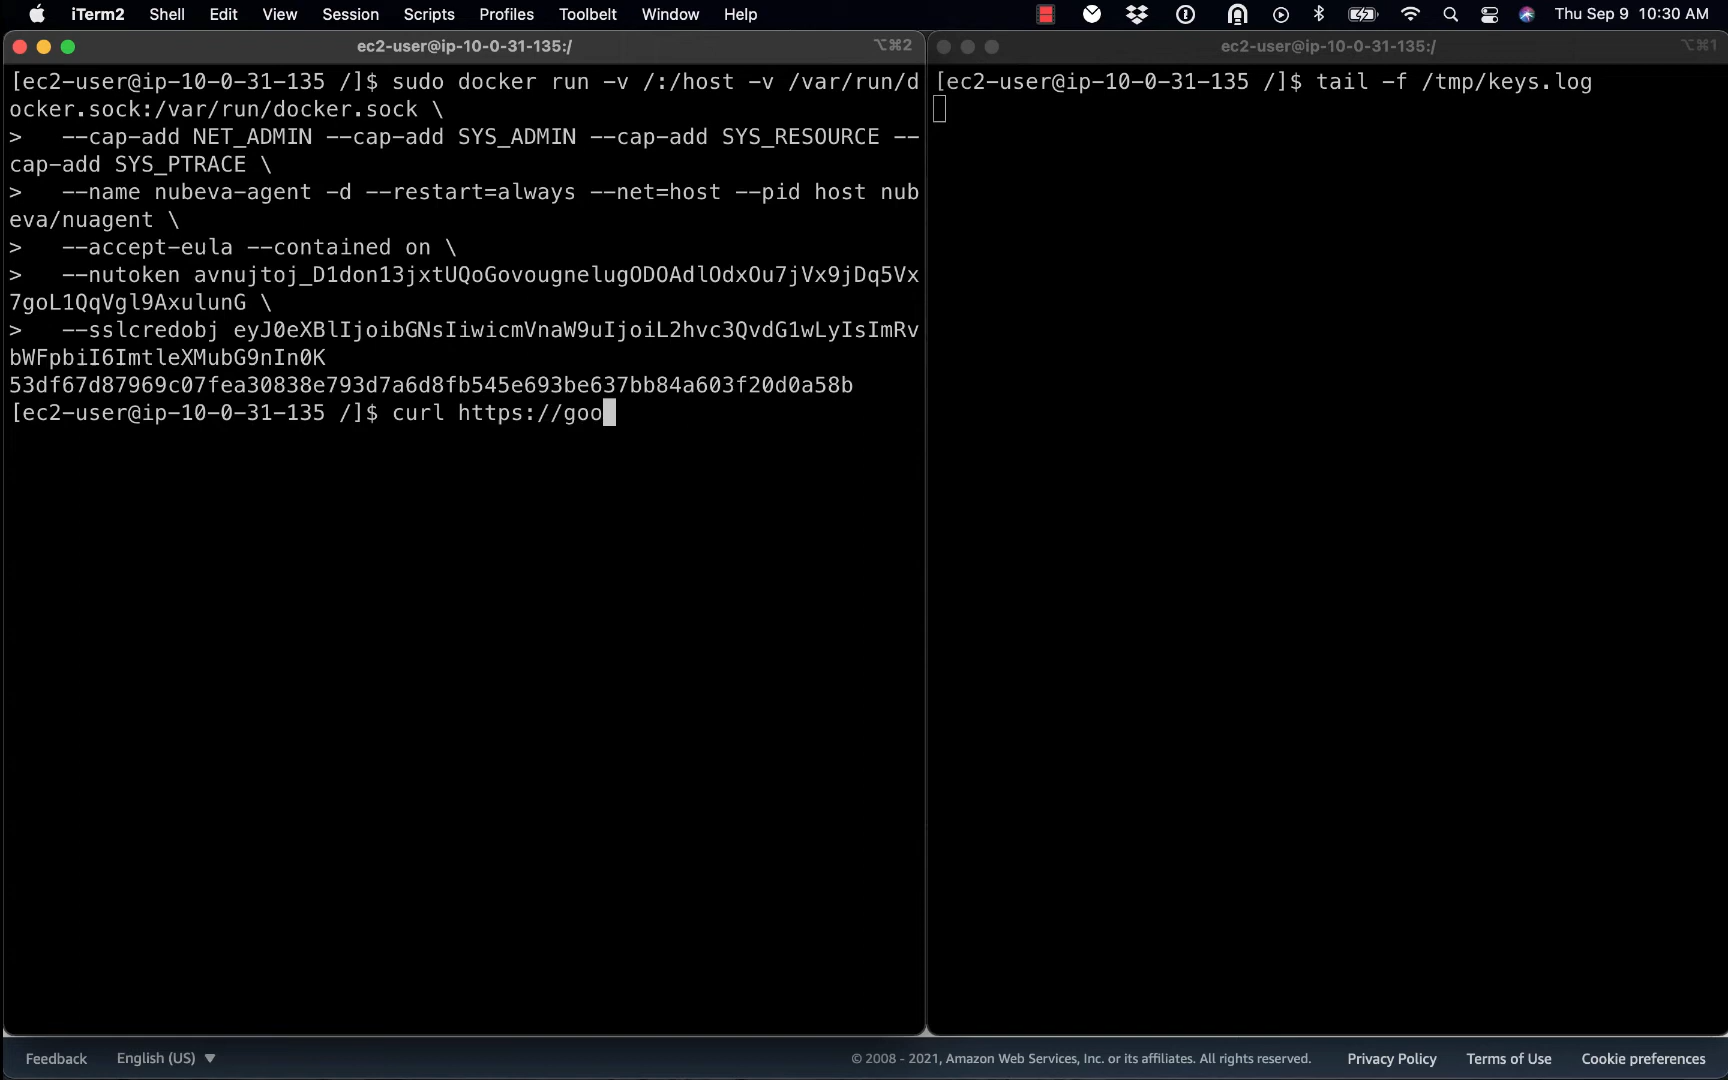 iTerm2 Shell Edit View Session Scripts Profiles Toolbelt Window Help Thu Sep 9 10:30 AM
ec2-user@ip-10-0-31-135:/ ⌥⌘2
[ec2-user@ip-10-0-31-135 /]$ sudo docker run -v /:/host -v /var/run/d
ocker.sock:/var/run/docker.sock \
> --cap-add NET_ADMIN --cap-add SYS_ADMIN --cap-add SYS_RESOURCE --
cap-add SYS_PTRACE \
> --name nubeva-agent -d --restart=always --net=host --pid host nub
eva/nuagent \
> --accept-eula --contained on \
> --nutoken avnujtoj_D1don13jxtUQoGovougnelugODOAdlOdxOu7jVx9jDq5Vx
7goL1QqVgl9AxulunG \
> --sslcredobj eyJ0eXBlIjoibGNsIiwicmVnaW9uIjoiL2hvc3QvdG1wLyIsImRv
bWFpbiI6ImtleXMubG9nIn0K
53df67d87969c07fea30838e793d7a6d8fb545e693be637bb84a603f20d0a58b
[ec2-user@ip-10-0-31-135 /]$ curl https://goo
ec2-user@ip-10-0-31-135:/ ⌥⌘1
[ec2-user@ip-10-0-31-135 /]$ tail -f /tmp/keys.log
Feedback English (US) ▼ © 2008 - 2021, Amazon Web Services, Inc. or its affiliates. All rights reserved. Privacy Policy Terms of Use Cookie preferences